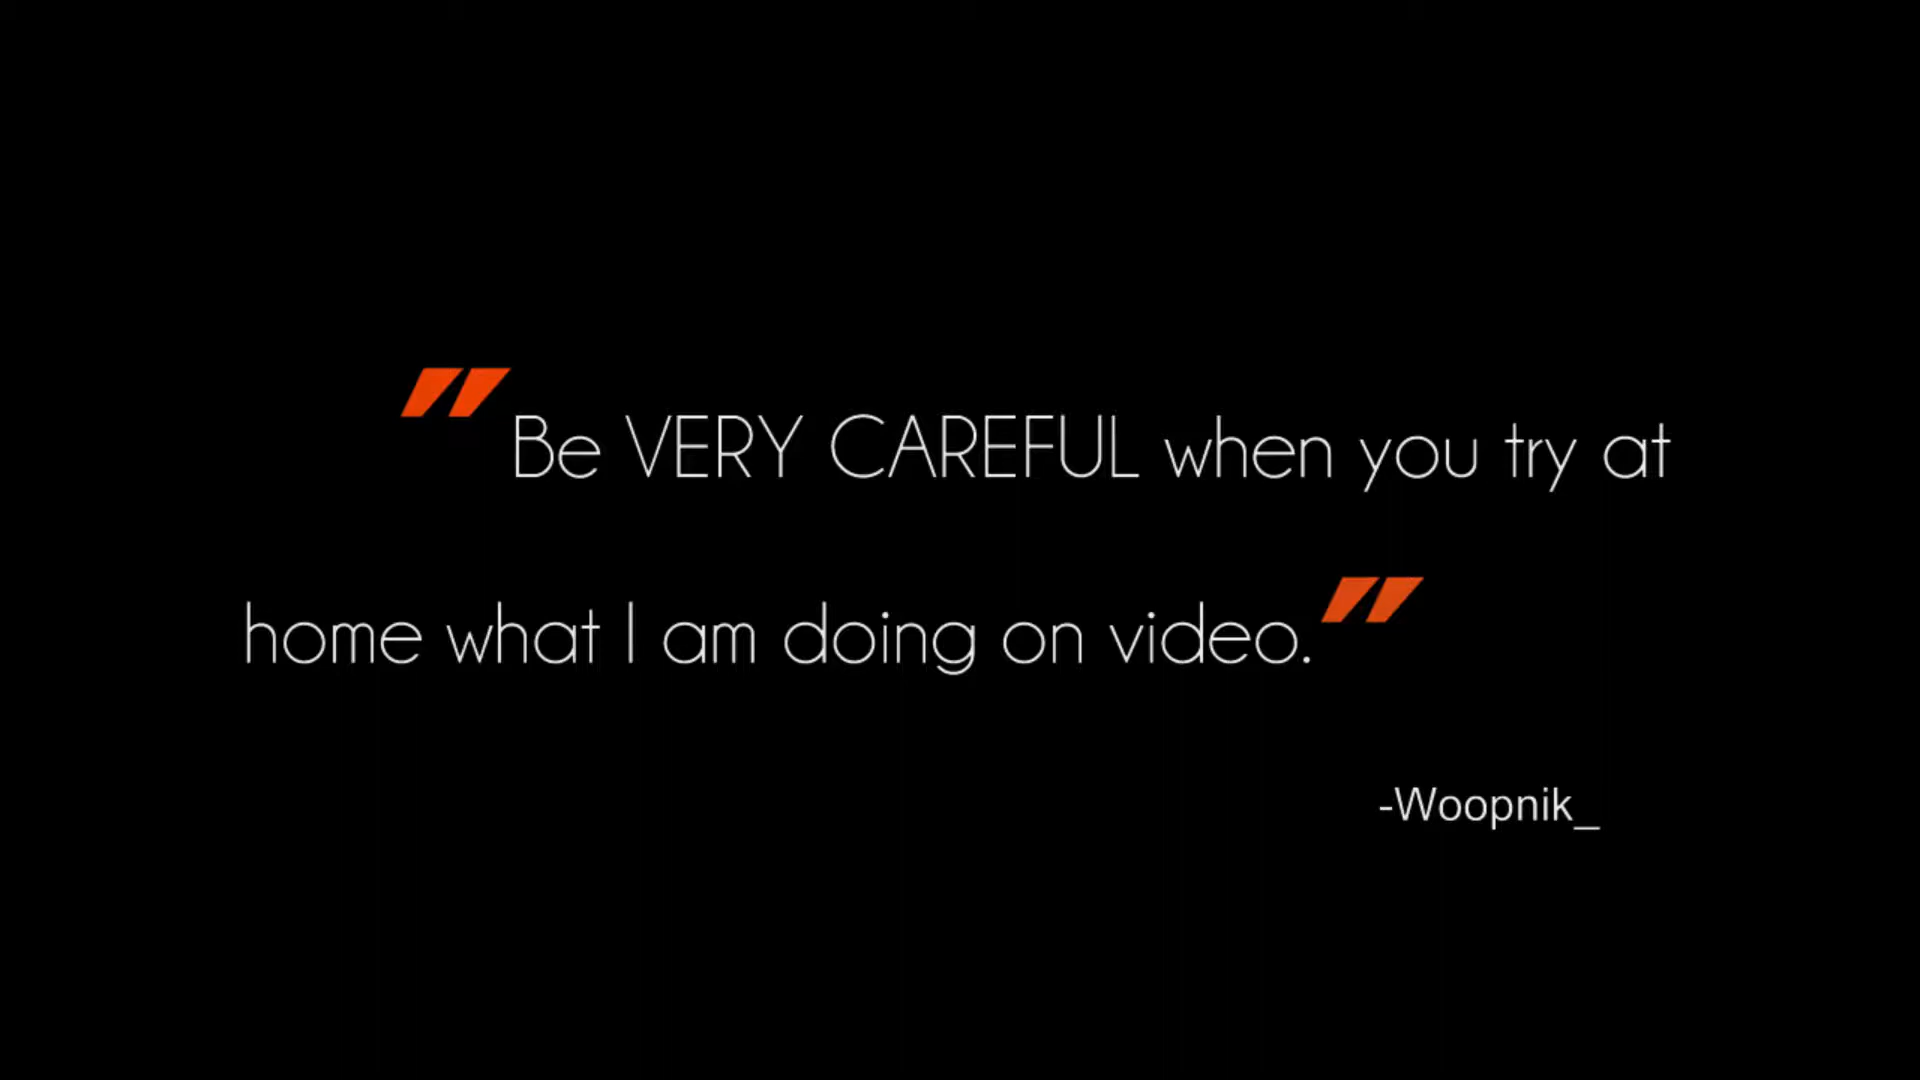 "Be VERY CAREFUL when you try at
home what I am doing on video."
-Woopnik_